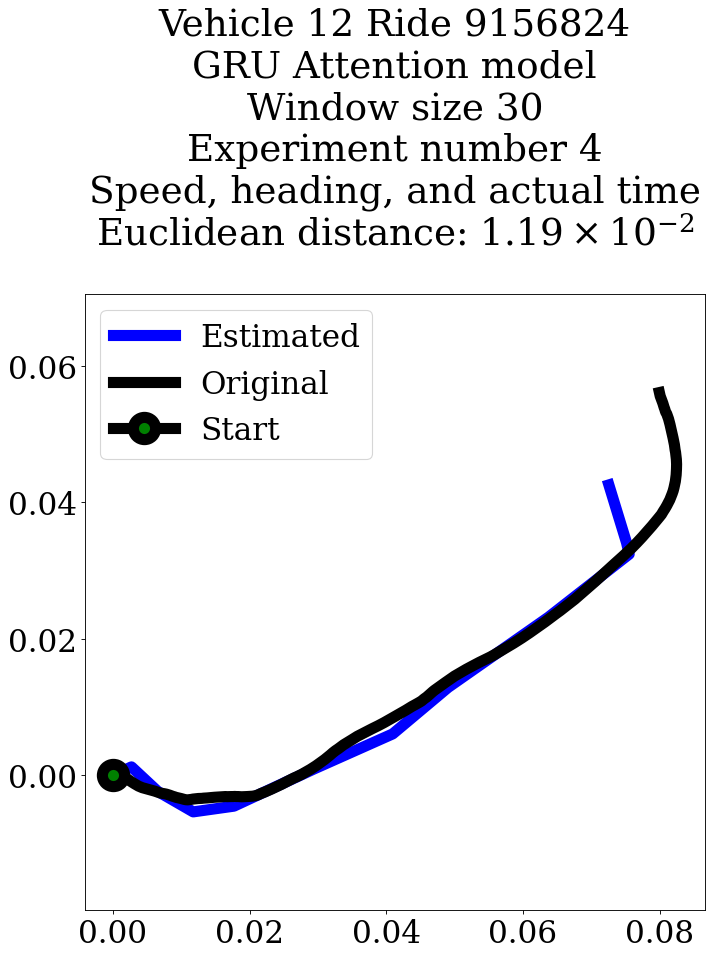 Vehicle 12 Ride 9156824
GRU Attention model
Window size 30
Experiment number 4
Speed, heading, and actual time
Euclidean distance: 1.19 × 10⁻²
Estimated
Original
Start
0.06
0.04
0.02
0.00
0.00 0.02 0.04 0.06 0.08